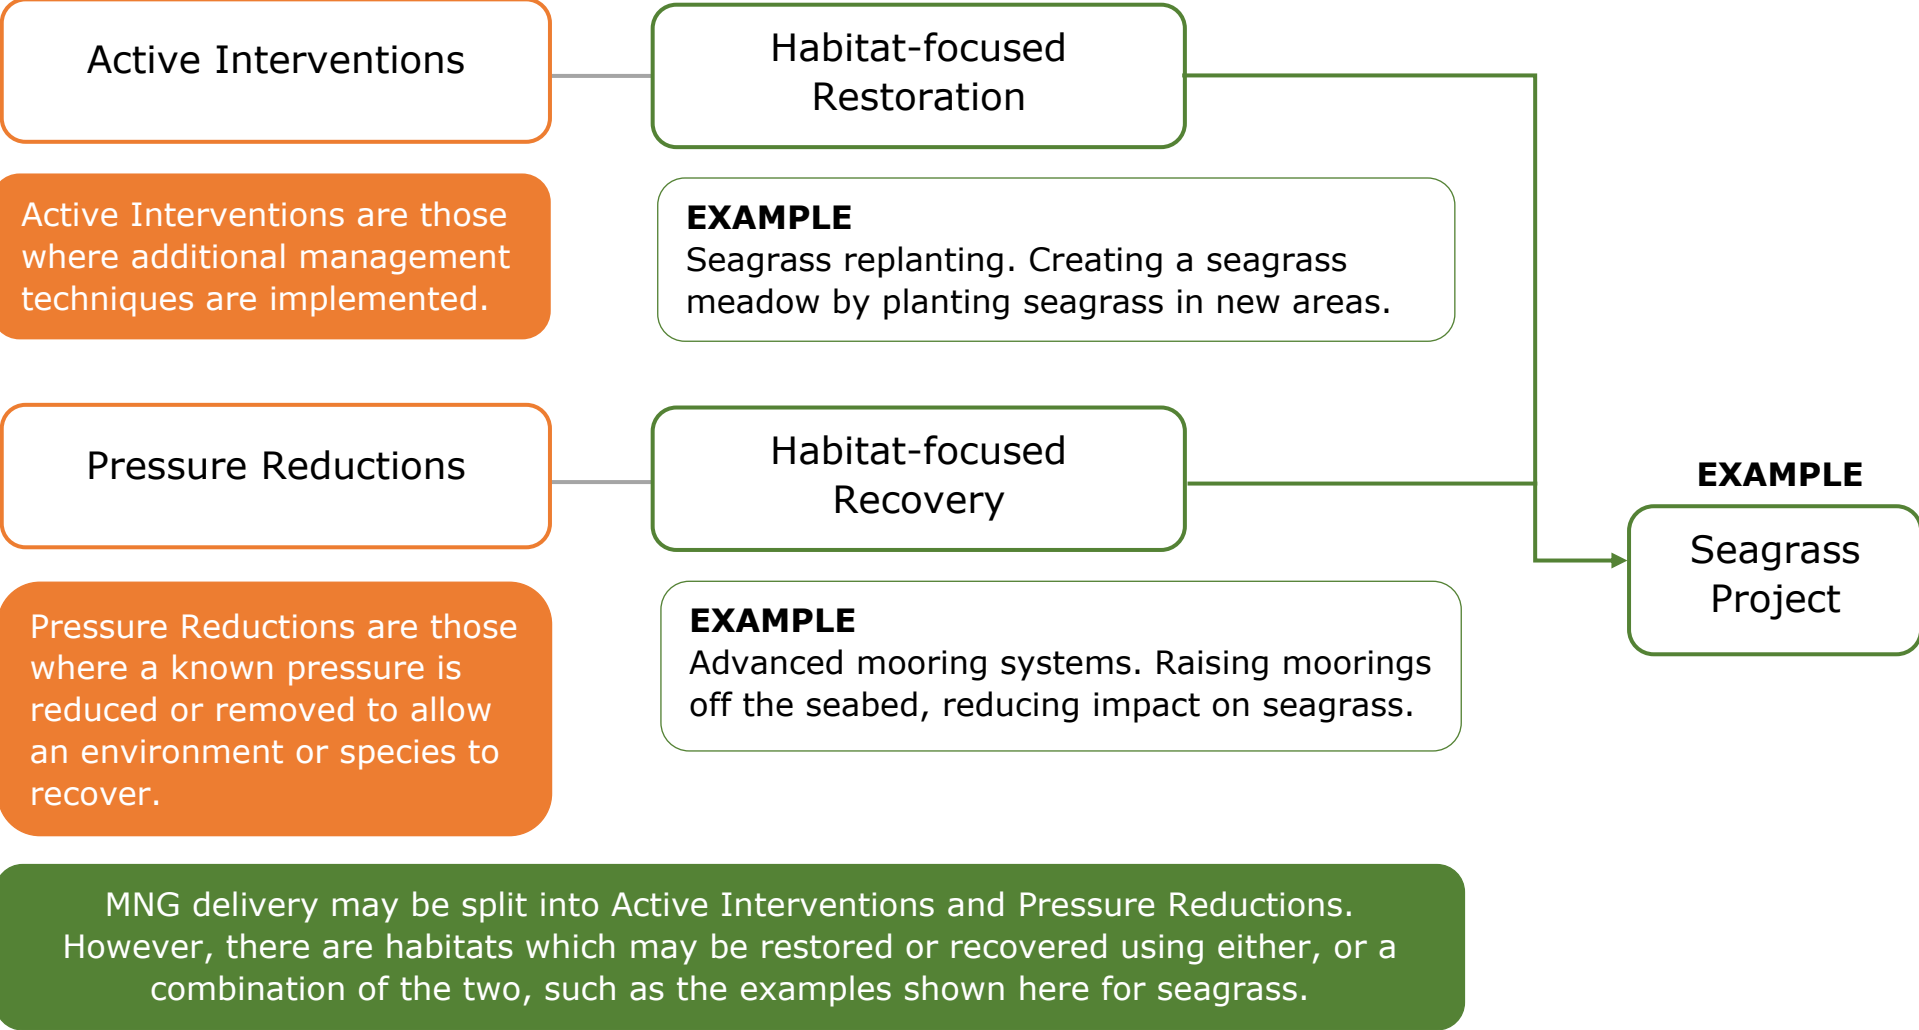 Active Interventions
Habitat-focused
Restoration
Active Interventions are those
where additional management
techniques are implemented.
EXAMPLE
Seagrass replanting. Creating a seagrass
meadow by planting seagrass in new areas.
Pressure Reductions
Habitat-focused
Recovery
EXAMPLE
Seagrass
Project
Pressure Reductions are those
where a known pressure is
reduced or removed to allow
an environment or species to
recover.
EXAMPLE
Advanced mooring systems. Raising moorings
off the seabed, reducing impact on seagrass.
MNG delivery may be split into Active Interventions and Pressure Reductions.
However, there are habitats which may be restored or recovered using either, or a
combination of the two, such as the examples shown here for seagrass.